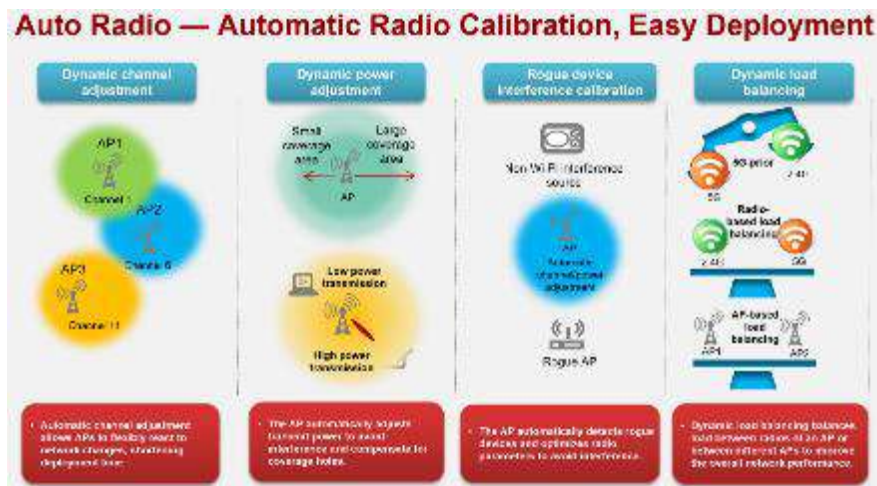 Auto Radio — Automatic Radio Calibration, Easy Deployment
Dynamic channel
adjustment
AP1
Channel 1
AP2
Channel 6
AP3
Channel 11
Dynamic power
adjustment
Small
coverage
area
Large
coverage
area
AP
Low power
transmission
High power
transmission
Rogue device
interference calibration
Non-Wi-Fi interference
source
AP
Automatic
channel/power
adjustment
Rogue AP
Dynamic load
balancing
5G-prior
2.4G
5G
Radio-
based load
balancing
2.4G
5G
AP-based
load
balancing
AP1
AP2
• Automatic channel adjustment
allows APs to flexibly react to
network changes, shortening
deployment time.
• The AP automatically adjusts
transmit power to avoid
interference and compensate for
coverage holes.
• The AP automatically detects rogue
devices and optimizes radio
parameters to avoid interference.
• Dynamic load balancing balances
load between radios of an AP or
between different APs to improve
the overall network performance.